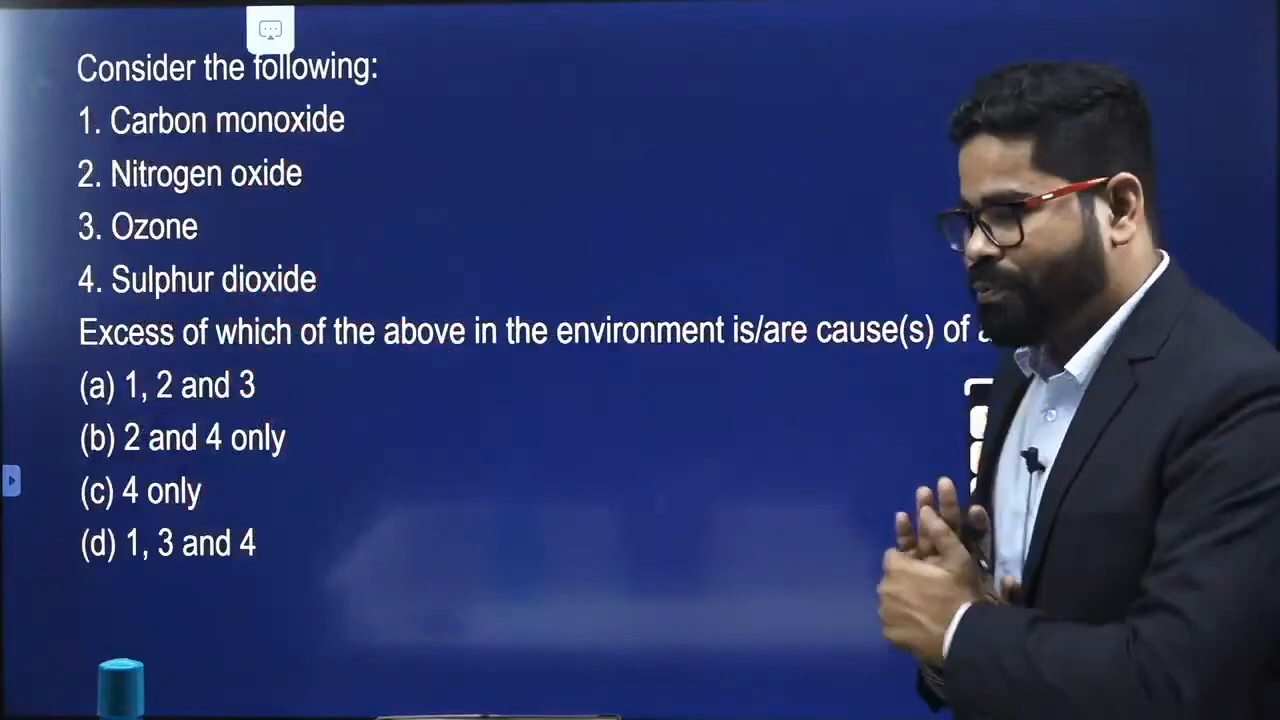 Consider the following:
1. Carbon monoxide
2. Nitrogen oxide
3. Ozone
4. Sulphur dioxide
Excess of which of the above in the environment is/are cause(s) of
(a) 1, 2 and 3
(b) 2 and 4 only
(c) 4 only
(d) 1, 3 and 4